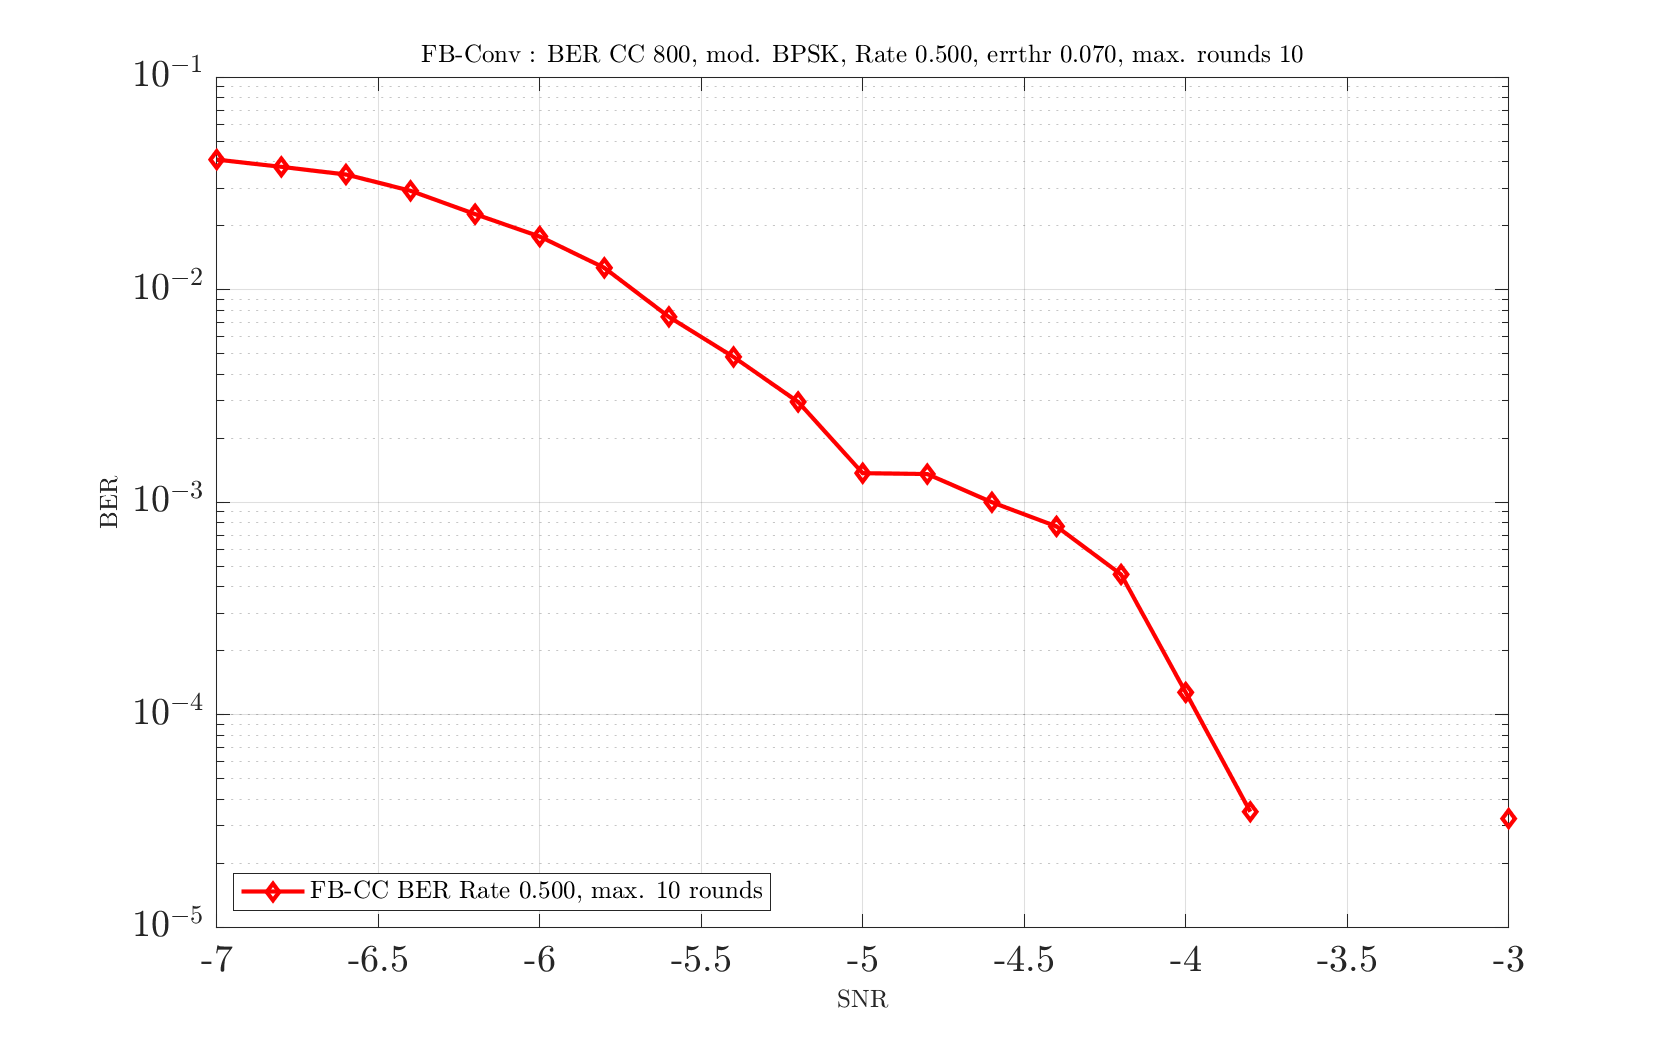 FB-Conv : BER CC 800, mod. BPSK, Rate 0.500, errthr 0.070, max. rounds 10
10^{-1}
10^{-2}
10^{-3}
10^{-4}
10^{-5}
BER
FB-CC BER Rate 0.500, max. 10 rounds
-7 -6.5 -6 -5.5 -5 -4.5 -4 -3.5 -3
SNR